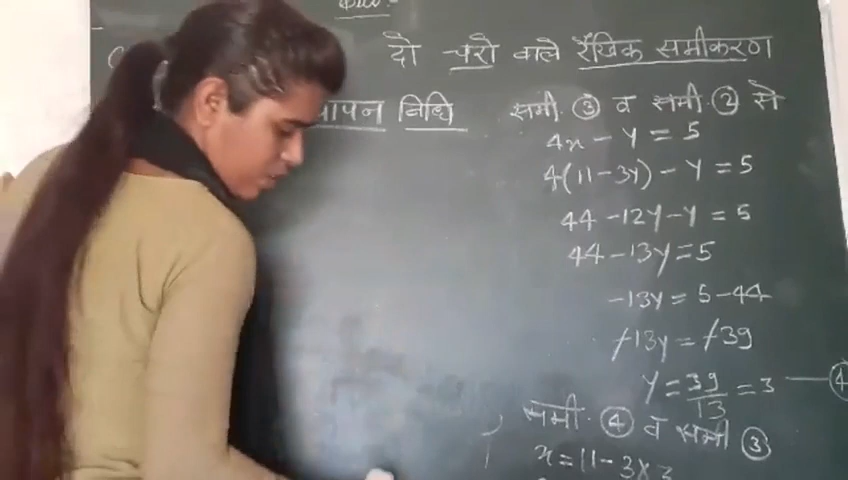 दो चरो वाले रैखिक समीकरण
विधि
समी. ③ व समी. ② से
4x - y = 5
4(11-3y) - y = 5
44 -12y - y = 5
44 - 13y = 5
-13y = 5 - 44
-13y = -39
y = 39/13 = 3 — ④
समी. ④ व समी ③
x = 11 - 3×3